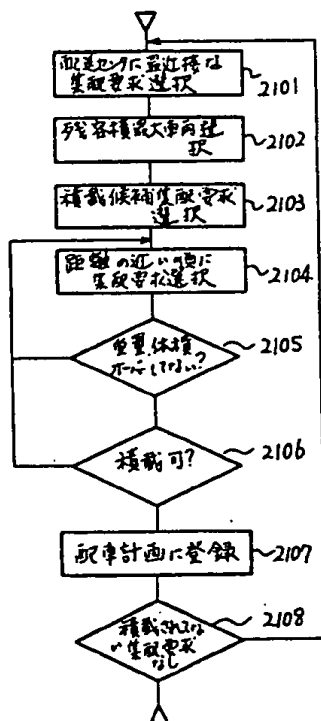 配送センタに最近接な
集配要求選択
2101
残容積最大車両選
択
2102
積載候補集配要求
選択
2103
距離の近い順に
集配要求選択
2104
重量,体積
オーバしてない?
2105
積載可?
2106
配車計画に登録
2107
積載されてな
い集配要求
なし
2108